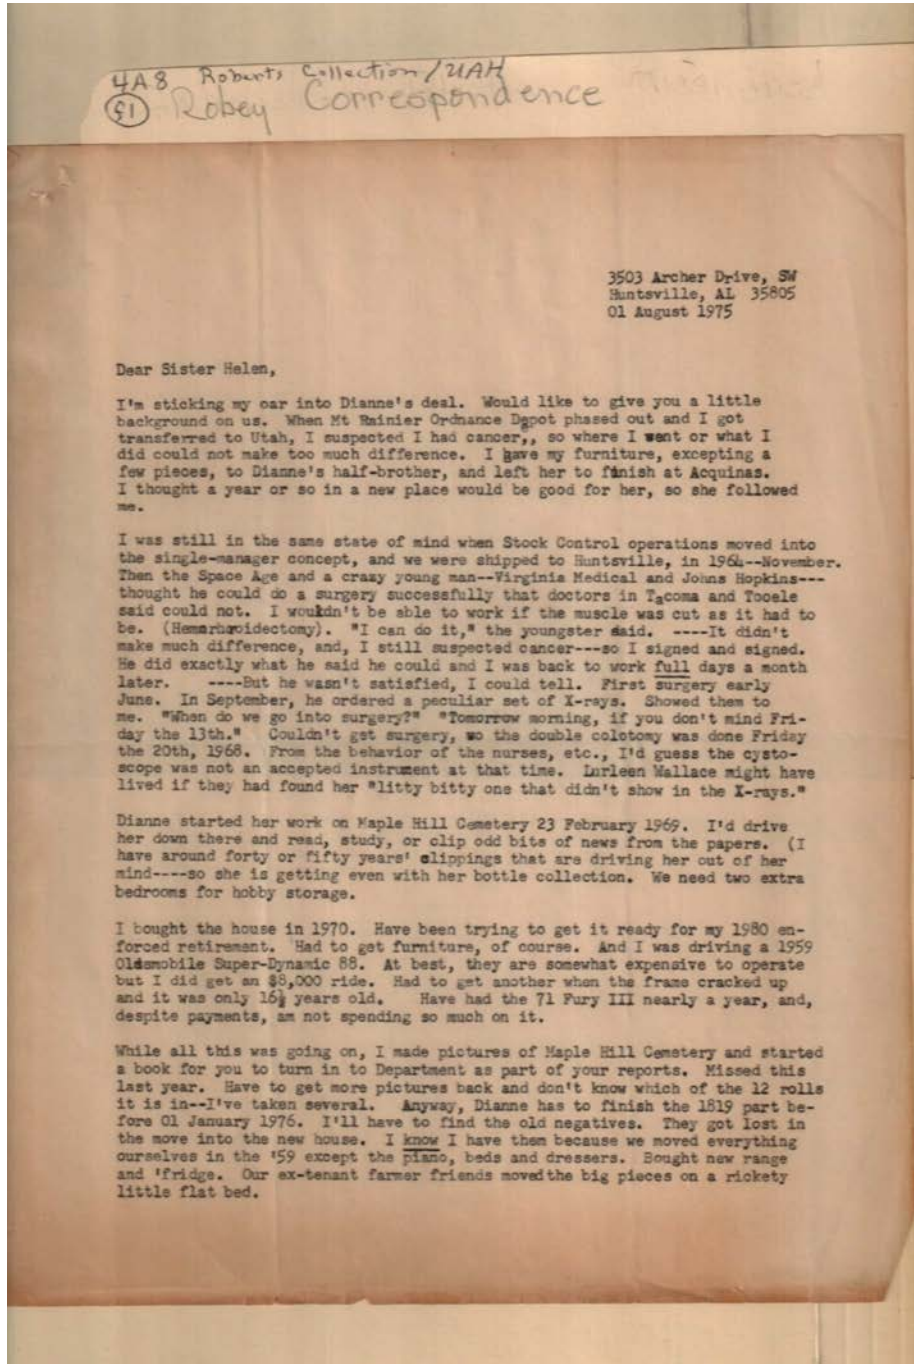 4A8 Roberts Collection/UAH
Robey Correspondence
3503 Archer Drive, SW
Huntsville, AL 35805
01 August 1975
Dear Sister Helen,
I'm sticking my oar into Dianne's deal. Would like to give you a little
background on us. When Mt Rainier Ordnance Depot phased out and I got
transferred to Utah, I suspected I had cancer,, so where I went or what I
did could not make too much difference. I gave my furniture, excepting a
few pieces, to Dianne's half-brother, and left her to finish at Acquinas.
I thought a year or so in a new place would be good for her, so she followed
me.
I was still in the same state of mind when Stock Control operations moved into
the single-manager concept, and we were shipped to Huntsville, in 1964--November.
Then the Space Age and a crazy young man--Virginia Medical and Johns Hopkins---
thought he could do a surgery successfully that doctors in Tacoma and Tooele
said could not. I wouldn't be able to work if the muscle was cut as it had to
be. (Hemarhroidectomy). "I can do it," the youngster said. ----It didn't
make much difference, and, I still suspected cancer---so I signed and signed.
He did exactly what he said he could and I was back to work full days a month
later. ----But he wasn't satisfied, I could tell. First surgery early
June. In September, he ordered a peculiar set of X-rays. Showed them to
me. "When do we go into surgery?" "Tomorrow morning, if you don't mind Fri-
day the 13th." Couldn't get surgery, so the double colotomy was done Friday
the 20th, 1968. From the behavior of the nurses, etc., I'd guess the cysto-
scope was not an accepted instrument at that time. Lurleen Wallace might have
lived if they had found her "litty bitty one that didn't show in the X-rays."
Dianne started her work on Maple Hill Cemetery 23 February 1969. I'd drive
her down there and read, study, or clip odd bits of news from the papers. (I
have around forty or fifty years' clippings that are driving her out of her
mind----so she is getting even with her bottle collection. We need two extra
bedrooms for hobby storage.
I bought the house in 1970. Have been trying to get it ready for my 1980 en-
forced retirement. Had to get furniture, of course. And I was driving a 1959
Oldsmobile Super-Dynamic 88. At best, they are somewhat expensive to operate
but I did get an $8,000 ride. Had to get another when the frame cracked up
and it was only 16½ years old. Have had the 71 Fury III nearly a year, and,
despite payments, am not spending so much on it.
While all this was going on, I made pictures of Maple Hill Cemetery and started
a book for you to turn in to Department as part of your reports. Missed this
last year. Have to get more pictures back and don't know which of the 12 rolls
it is in--I've taken several. Anyway, Dianne has to finish the 1819 part be-
fore 01 January 1976. I'll have to find the old negatives. They got lost in
the move into the new house. I know I have them because we moved everything
ourselves in the '59 except the piano, beds and dressers. Bought new range
and 'fridge. Our ex-tenant farmer friends moved the big pieces on a rickety
little flat bed.